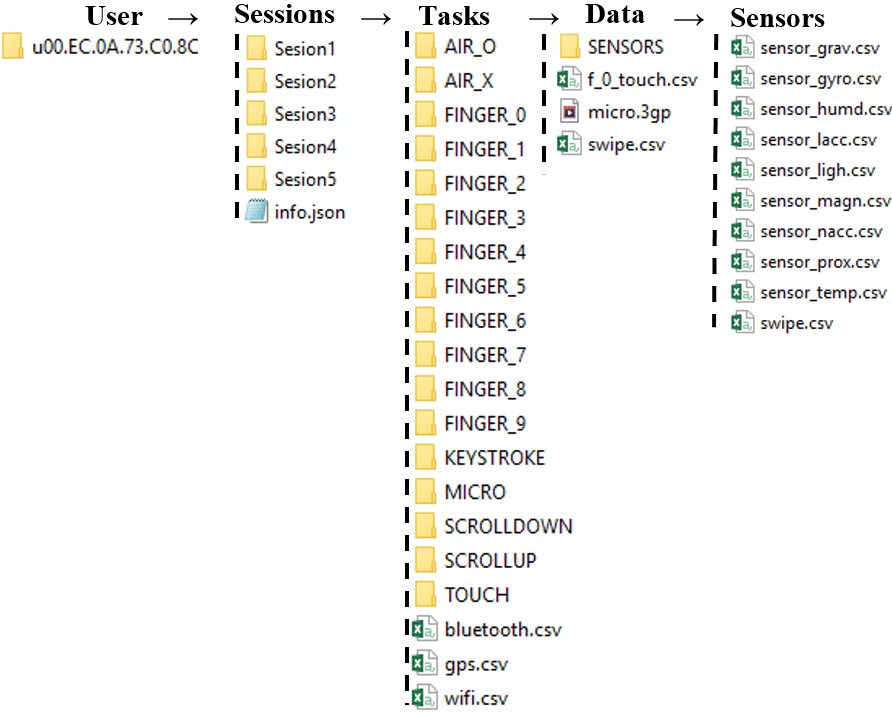 User → Sessions → Tasks → Data → Sensors
u00.EC.0A.73.C0.8C
Sesion1
Sesion2
Sesion3
Sesion4
Sesion5
info.json
AIR_O
AIR_X
FINGER_0
FINGER_1
FINGER_2
FINGER_3
FINGER_4
FINGER_5
FINGER_6
FINGER_7
FINGER_8
FINGER_9
KEYSTROKE
MICRO
SCROLLDOWN
SCROLLUP
TOUCH
bluetooth.csv
gps.csv
wifi.csv
SENSORS
f_0_touch.csv
micro.3gp
swipe.csv
sensor_grav.csv
sensor_gyro.csv
sensor_humd.csv
sensor_lacc.csv
sensor_ligh.csv
sensor_magn.csv
sensor_nacc.csv
sensor_prox.csv
sensor_temp.csv
swipe.csv